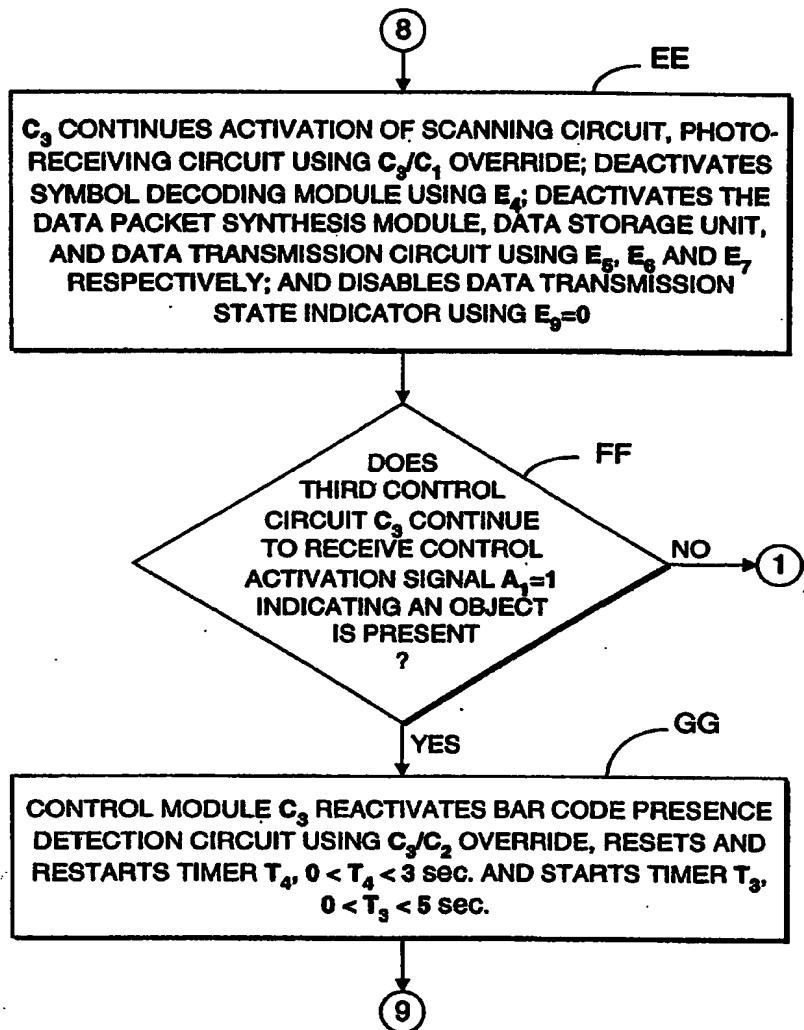 8
EE
C₃ CONTINUES ACTIVATION OF SCANNING CIRCUIT, PHOTO-
RECEIVING CIRCUIT USING C₃/C₁ OVERRIDE; DEACTIVATES
SYMBOL DECODING MODULE USING E₄; DEACTIVATES THE
DATA PACKET SYNTHESIS MODULE, DATA STORAGE UNIT,
AND DATA TRANSMISSION CIRCUIT USING E₅, E₆ AND E₇
RESPECTIVELY; AND DISABLES DATA TRANSMISSION
STATE INDICATOR USING E₉=0
FF
DOES
THIRD CONTROL
CIRCUIT C₃ CONTINUE
TO RECEIVE CONTROL
ACTIVATION SIGNAL A₁=1
INDICATING AN OBJECT
IS PRESENT
?
NO
1
YES
GG
CONTROL MODULE C₃ REACTIVATES BAR CODE PRESENCE
DETECTION CIRCUIT USING C₃/C₂ OVERRIDE, RESETS AND
RESTARTS TIMER T₄, 0 < T₄ < 3 SEC. AND STARTS TIMER T₃,
0 < T₃ < 5 SEC.
9